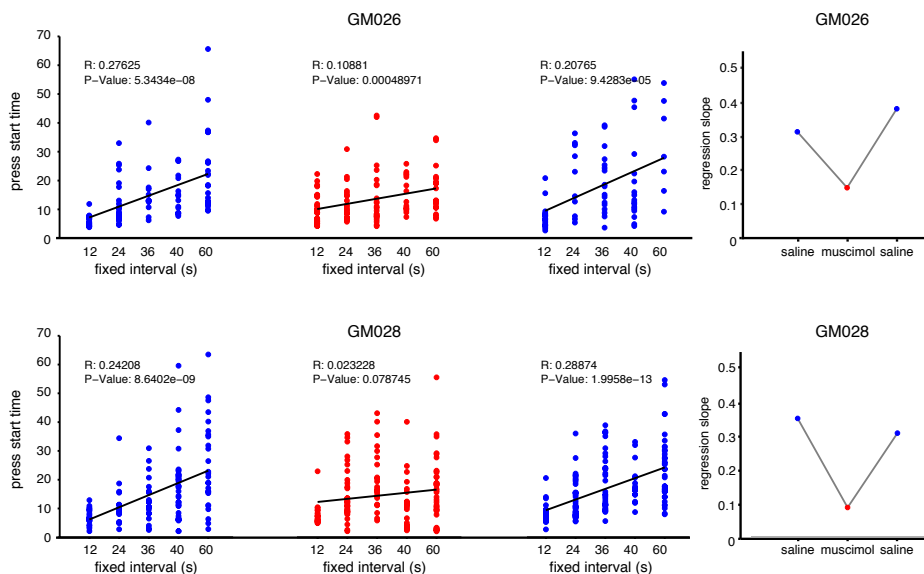 GM026
GM026
70
60
50
40
30
20
10
0
press start time
R: 0.27625
P-Value: 5.3434e-08
R: 0.10881
P-Value: 0.00048971
R: 0.20765
P-Value: 9.4283e-05
12 24 36 40 60
12 24 36 40 60
12 24 36 40 60
fixed interval (s)
fixed interval (s)
fixed interval (s)
0.5
0.4
0.3
0.2
0.1
0
regression slope
saline muscimol saline
GM028
GM028
70
60
50
40
30
20
10
0
press start time
R: 0.24208
P-Value: 8.6402e-09
R: 0.023228
P-Value: 0.078745
R: 0.28874
P-Value: 1.9958e-13
12 24 36 40 60
12 24 36 40 60
12 24 36 40 60
fixed interval (s)
fixed interval (s)
fixed interval (s)
0.5
0.4
0.3
0.2
0.1
0
regression slope
saline muscimol saline